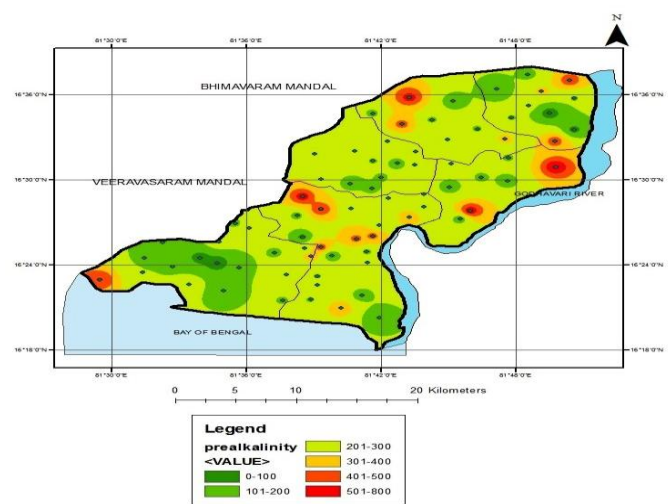 N
81°30'0"E 81°36'0"E 81°42'0"E 81°48'0"E
BHIMAVARAM MANDAL
16°36'0"N 16°36'0"N
VEERAVASARAM MANDAL
16°30'0"N 16°30'0"N
GODHAVARI RIVER
16°24'0"N 16°24'0"N
BAY OF BENGAL
16°18'0"N 16°18'0"N
81°30'0"E 81°36'0"E 81°42'0"E 81°48'0"E
0 5 10 20 Kilometers
Legend
prealkalinity
<VALUE>
0-100
101-200
201-300
301-400
401-500
501-800